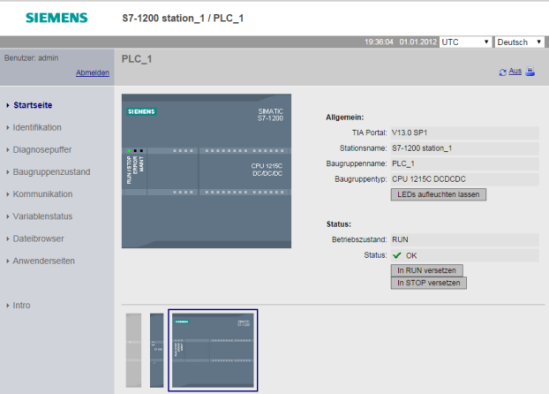 SIEMENS
S7-1200 station_1 / PLC_1
19:36:04 01.01.2012 UTC Deutsch
Benutzer: admin
Abmelden
PLC_1
Aus
Startseite
Identifikation
Diagnosepuffer
Baugruppenzustand
Kommunikation
Variablenstatus
Dateibrowser
Anwenderseiten
Intro
SIEMENS
SIMATIC
S7-1200
RUN / STOP
ERROR
MAINT
CPU 1215C
DC/DC/DC
Allgemein:
TIA Portal: V13.0 SP1
Stationsname: S7-1200 station_1
Baugruppenname: PLC_1
Baugruppentyp: CPU 1215C DCDCDC
LEDs aufleuchten lassen
Status:
Betriebszustand: RUN
Status: OK
In RUN versetzen
In STOP versetzen
SIEMENS